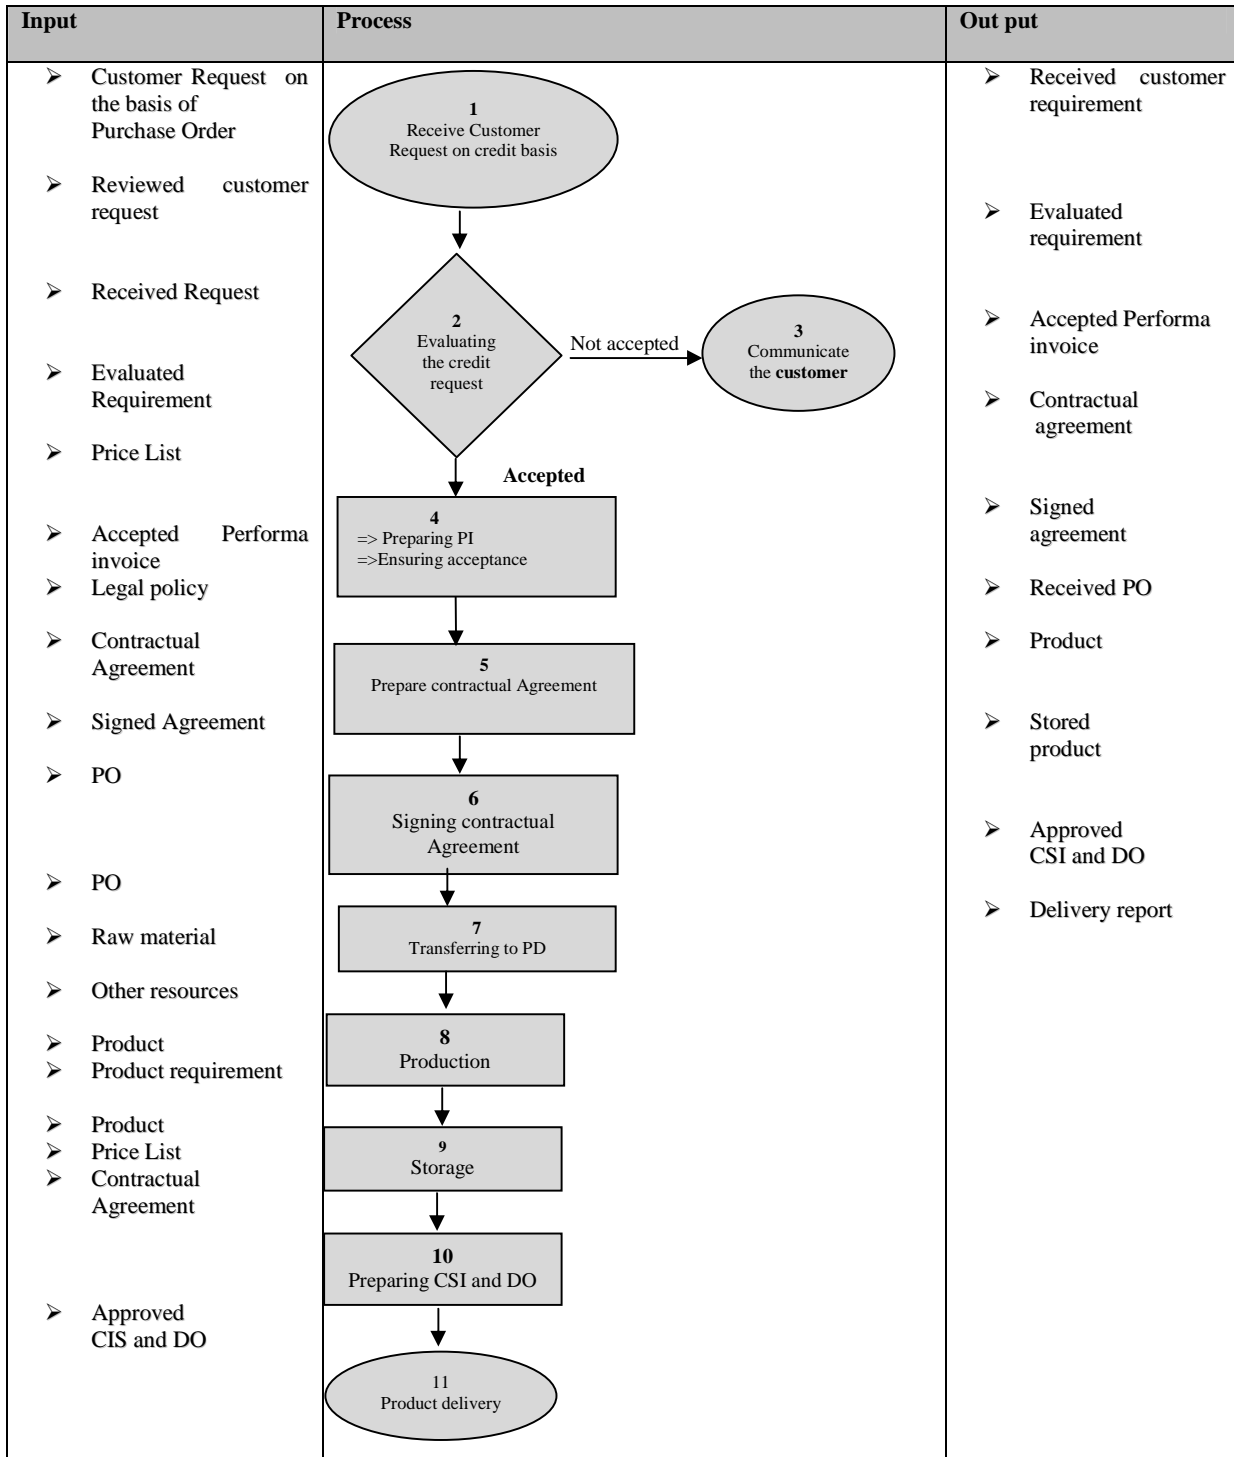 Input
Process
Out put
➢ Customer Request on
the basis of
Purchase Order
➢ Reviewed customer
request
➢ Received Request
➢ Evaluated
Requirement
➢ Price List
➢ Accepted Performa
invoice
➢ Legal policy
➢ Contractual
Agreement
➢ Signed Agreement
➢ PO
➢ PO
➢ Raw material
➢ Other resources
➢ Product
➢ Product requirement
➢ Product
➢ Price List
➢ Contractual
Agreement
➢ Approved
CIS and DO
1
Receive Customer
Request on credit basis
2
Evaluating
the credit
request
Not accepted
3
Communicate
the customer
Accepted
4
=> Preparing PI
=>Ensuring acceptance
5
Prepare contractual Agreement
6
Signing contractual
Agreement
7
Transferring to PD
8
Production
9
Storage
10
Preparing CSI and DO
11
Product delivery
➢ Received customer
requirement
➢ Evaluated
requirement
➢ Accepted Performa
invoice
➢ Contractual
agreement
➢ Signed
agreement
➢ Received PO
➢ Product
➢ Stored
product
➢ Approved
CSI and DO
➢ Delivery report